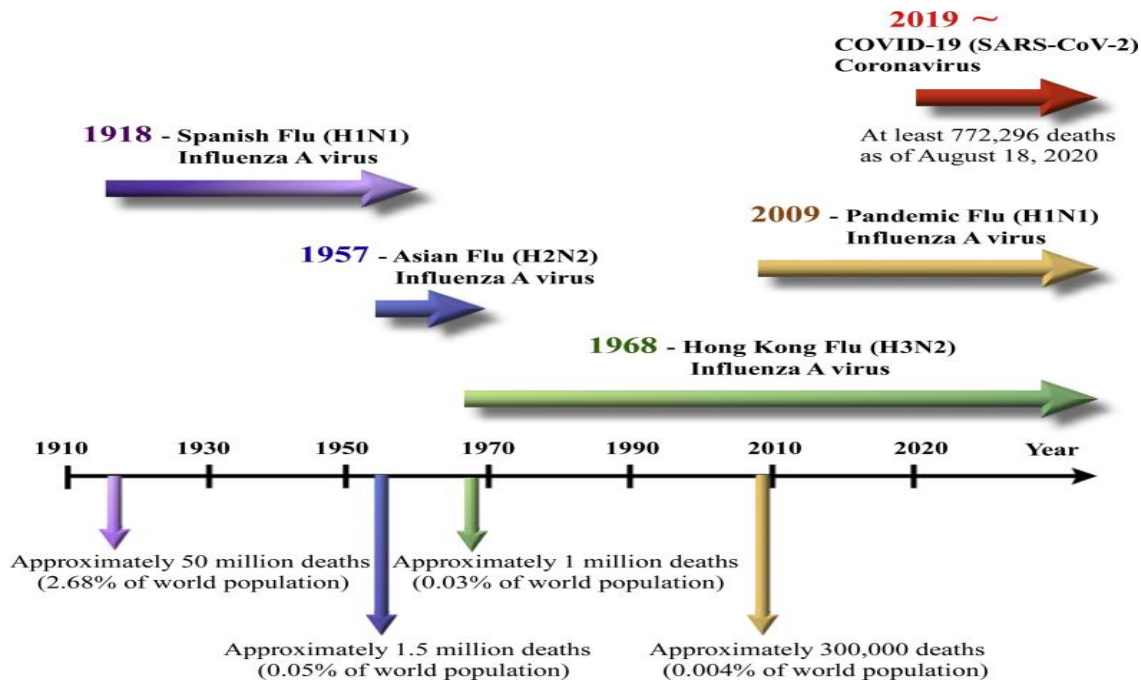 2019 ~
COVID-19 (SARS-CoV-2)
Coronavirus
At least 772,296 deaths
as of August 18, 2020
1918 - Spanish Flu (H1N1)
Influenza A virus
2009 - Pandemic Flu (H1N1)
Influenza A virus
1957 - Asian Flu (H2N2)
Influenza A virus
1968 - Hong Kong Flu (H3N2)
Influenza A virus
1910 1930 1950 1970 1990 2010 2020 Year
Approximately 50 million deaths
(2.68% of world population)
Approximately 1 million deaths
(0.03% of world population)
Approximately 1.5 million deaths
(0.05% of world population)
Approximately 300,000 deaths
(0.004% of world population)